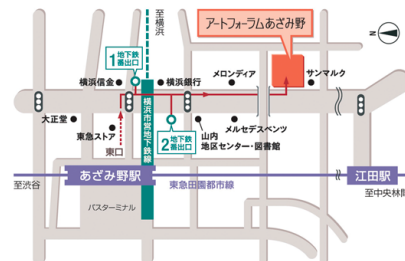 至横浜
アートフォーラムあざみ野
N
1 地下鉄
番出口
横浜信金
横浜銀行
メロンディア
サンマルク
大正堂
東急ストア
東口
横浜市営地下鉄線
2 地下鉄
番出口
山内
地区センター・図書館
メルセデスベンツ
至渋谷
あざみ野駅
東急田園都市線
江田駅
至中央林間
バスターミナル